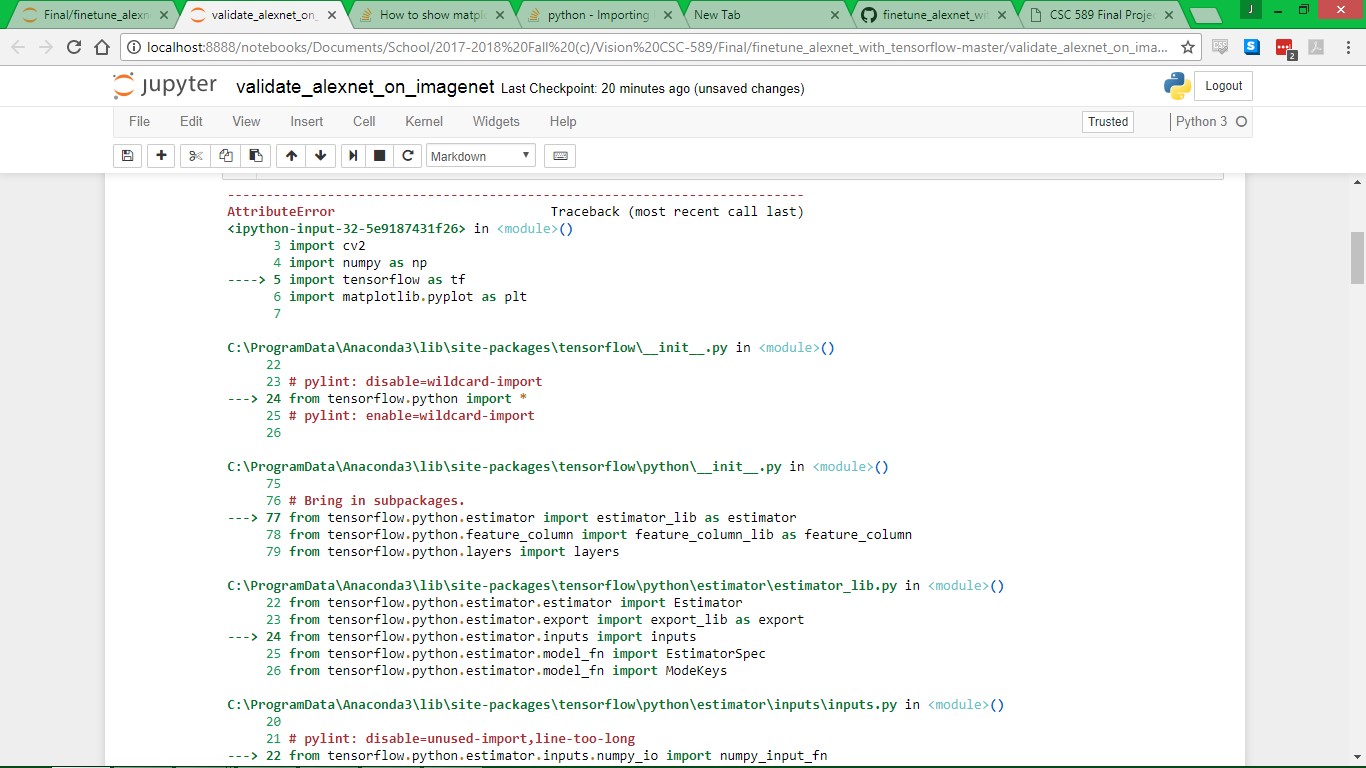 Final/finetune_alexn
validate_alexnet_on_
How to show matpl
python - Importing
New Tab
finetune_alexnet_wi
CSC 589 Final Proje
J
localhost:8888/notebooks/Documents/School/2017-2018%20Fall%20(c)/Vision%20CSC-589/Final/finetune_alexnet_with_tensorflow-master/validate_alexnet_on_ima...
CSS
S
2
jupyter validate_alexnet_on_imagenet Last Checkpoint: 20 minutes ago (unsaved changes)
Logout
File Edit View Insert Cell Kernel Widgets Help
Trusted
Python 3
Markdown
---------------------------------------------------------------------------
AttributeError Traceback (most recent call last)
<ipython-input-32-5e9187431f26> in <module>()
3 import cv2
4 import numpy as np
----> 5 import tensorflow as tf
6 import matplotlib.pyplot as plt
7
C:\ProgramData\Anaconda3\lib\site-packages\tensorflow\__init__.py in <module>()
22
23 # pylint: disable=wildcard-import
---> 24 from tensorflow.python import *
25 # pylint: enable=wildcard-import
26
C:\ProgramData\Anaconda3\lib\site-packages\tensorflow\python\__init__.py in <module>()
75
76 # Bring in subpackages.
---> 77 from tensorflow.python.estimator import estimator_lib as estimator
78 from tensorflow.python.feature_column import feature_column_lib as feature_column
79 from tensorflow.python.layers import layers
C:\ProgramData\Anaconda3\lib\site-packages\tensorflow\python\estimator\estimator_lib.py in <module>()
22 from tensorflow.python.estimator.estimator import Estimator
23 from tensorflow.python.estimator.export import export_lib as export
---> 24 from tensorflow.python.estimator.inputs import inputs
25 from tensorflow.python.estimator.model_fn import EstimatorSpec
26 from tensorflow.python.estimator.model_fn import ModeKeys
C:\ProgramData\Anaconda3\lib\site-packages\tensorflow\python\estimator\inputs\inputs.py in <module>()
20
21 # pylint: disable=unused-import,line-too-long
---> 22 from tensorflow.python.estimator.inputs.numpy_io import numpy_input_fn